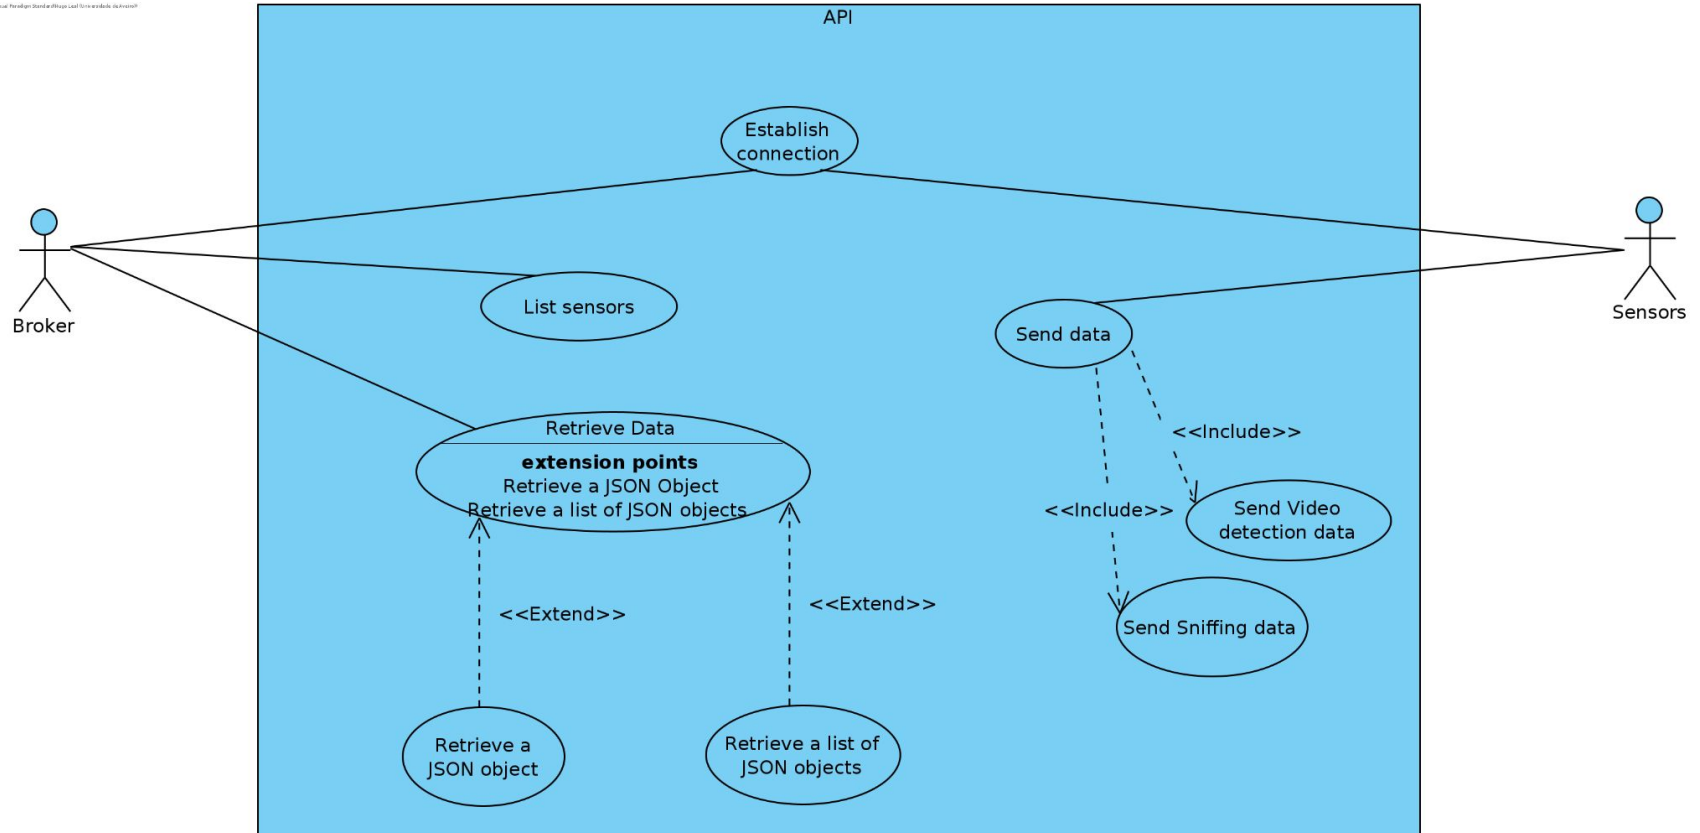 API
Establish
connection
List sensors
Broker
Sensors
Send data
Retrieve Data
extension points
Retrieve a JSON Object
Retrieve a list of JSON objects
<<Include>>
<<Include>>
Send Video
detection data
<<Extend>>
<<Extend>>
Send Sniffing data
Retrieve a
JSON object
Retrieve a list of
JSON objects